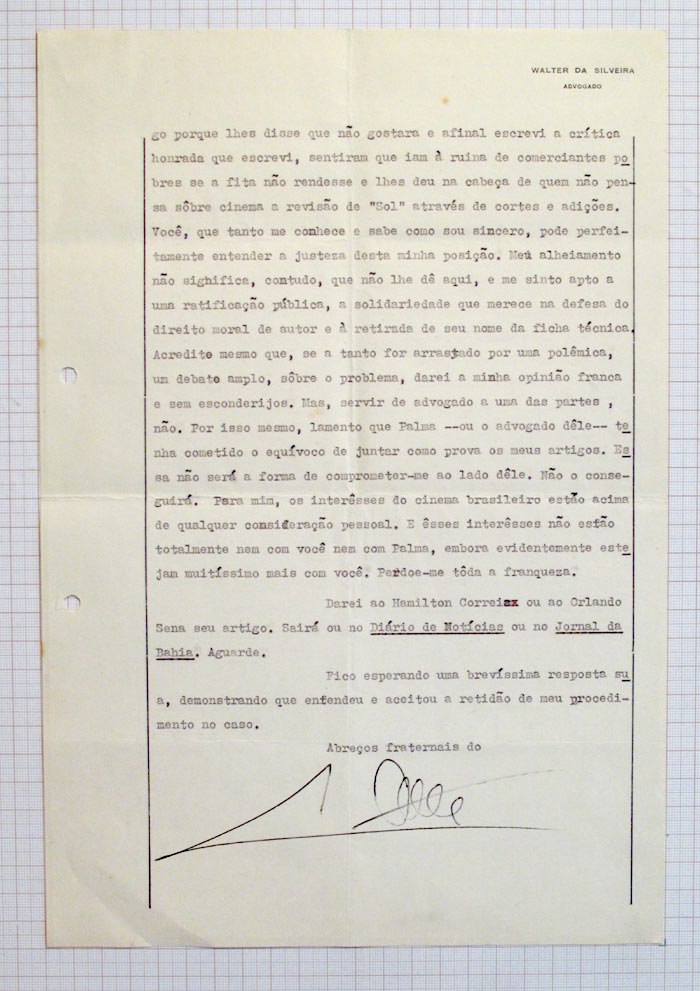 WALTER DA SILVEIRA
ADVOGADO
go porque lhes disse que não gostara e afinal escrevi a crítica
honrada que escrevi, sentiram que iam à ruina de comerciantes po
bres se a fita não rendesse e lhes deu na cabeça de quem não pen-
sa sôbre cinema a revisão de "Sol" através de cortes e adições.
Você, que tanto me conhece e sabe como sou sincero, pode perfei-
tamente entender a justeza desta minha posição. Meu alheiamento
não significa, contudo, que não lhe dê aqui, e me sinto apto a
uma ratificação pública, a solidariedade que merece na defesa do
direito moral de autor e à retirada de seu nome da ficha técnica.
Acredito mesmo que, se a tanto for arrastado por uma polêmica,
um debate amplo, sôbre o problema, darei a minha opinião franca
e sem esconderijos. Mas, servir de advogado a uma das partes ,
não. Por isso mesmo, lamento que Palma --ou o advogado dêle-- te
nha cometido o equívoco de juntar como prova os meus artigos. Es
sa não será a forma de comprometer-me ao lado dêle. Não o conse-
guirá. Para mim, os interêsses do cinema brasileiro estão acima
de qualquer consideração pessoal. E êsses interêsses não estão
totalmente nem com você nem com Palma, embora evidentemente este
jam muitíssimo mais com você. Perdoe-me tôda a franqueza.
Darei ao Hamilton Correia ou ao Orlando
Sena seu artigo. Sairá ou no Diário de Notícias ou no Jornal da
Bahia. Aguarde.
Fico esperando uma brevíssima resposta su
a, demonstrando que entendeu e aceitou a retidão de meu procedi-
mento no caso.
Abreços fraternais do